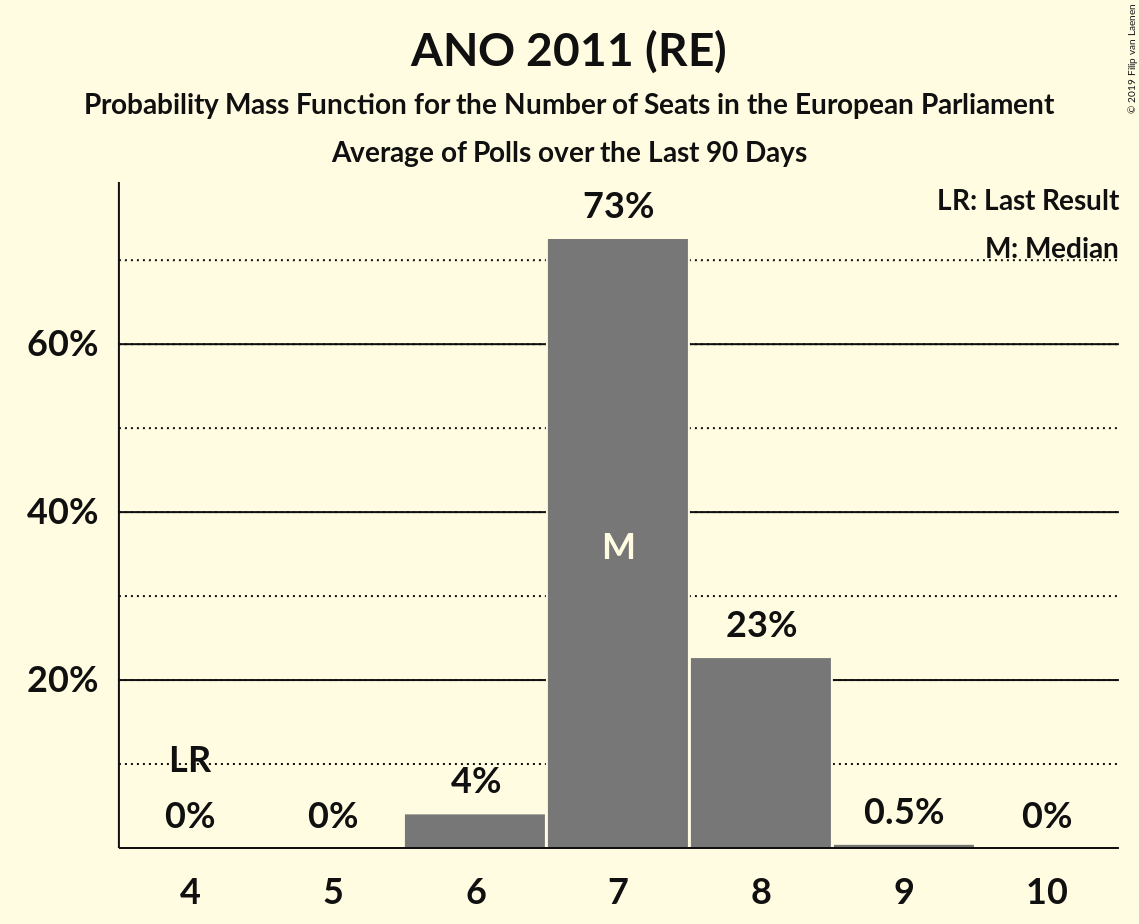 ANO 2011 (RE)
Probability Mass Function for the Number of Seats in the European Parliament
Average of Polls over the Last 90 Days
© 2019 Filip van Laenen
LR: Last Result
M: Median
60%
40%
20%
LR
0%
0%
4%
73%
M
23%
0.5%
0%
4 5 6 7 8 9 10